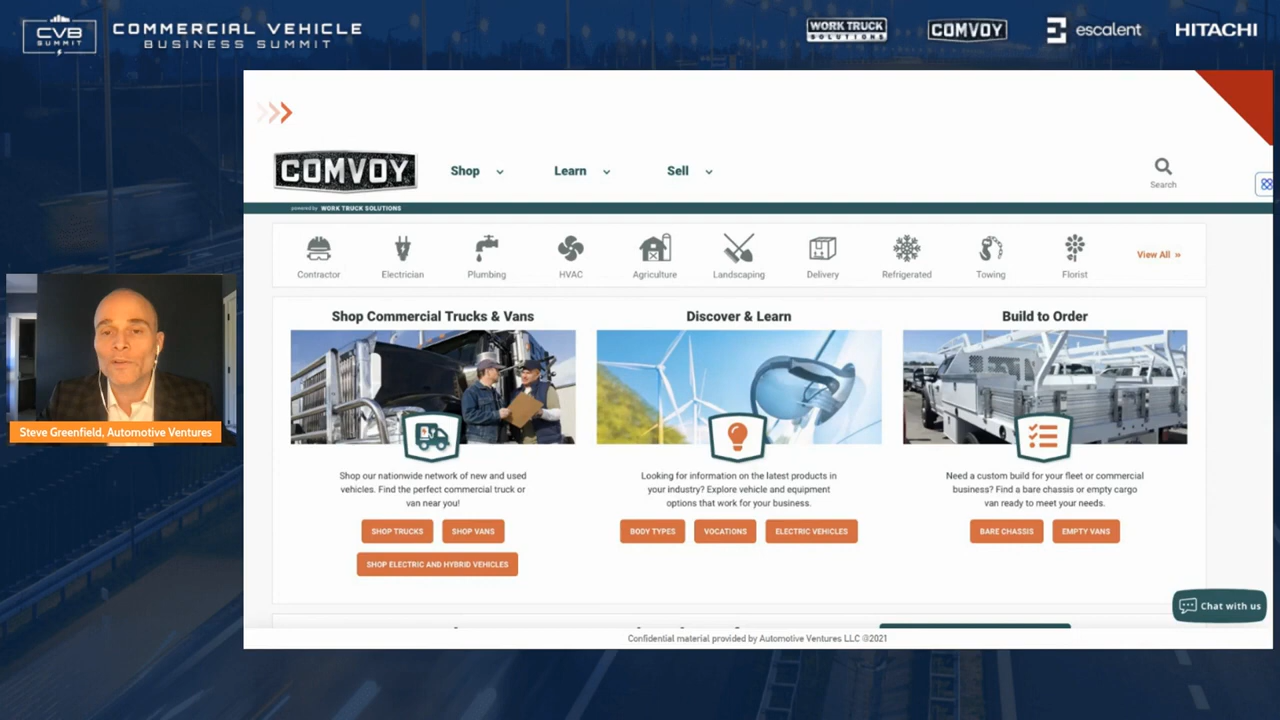 CVB
SUMMIT
COMMERCIAL VEHICLE
BUSINESS SUMMIT
WORK TRUCK
SOLUTIONS
COMVOY
escalent
HITACHI
COMVOY
Shop
Learn
Sell
Search
powered by WORK TRUCK SOLUTIONS
Contractor
Electrician
Plumbing
HVAC
Agriculture
Landscaping
Delivery
Refrigerated
Towing
Florist
View All »
Shop Commercial Trucks & Vans
Shop our nationwide network of new and used
vehicles. Find the perfect commercial truck or
van near you!
SHOP TRUCKS
SHOP VANS
SHOP ELECTRIC AND HYBRID VEHICLES
Discover & Learn
Looking for information on the latest products in
your industry? Explore vehicle and equipment
options that work for your business.
BODY TYPES
VOCATIONS
ELECTRIC VEHICLES
Build to Order
Need a custom build for your fleet or commercial
business? Find a bare chassis or empty cargo
van ready to meet your needs.
BARE CHASSIS
EMPTY VANS
Chat with us
Confidential material provided by Automotive Ventures LLC @2021
Steve Greenfield, Automotive Ventures